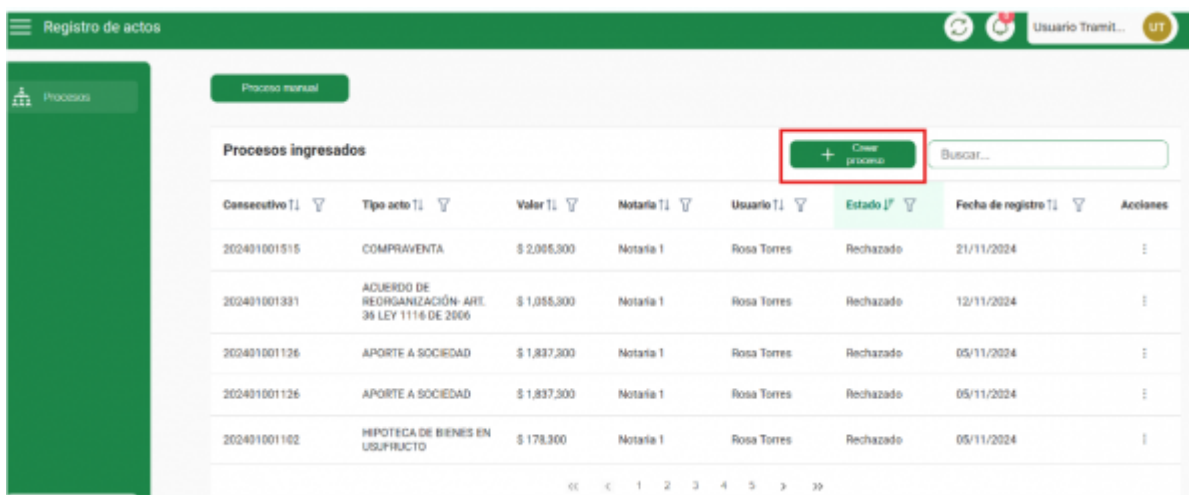 Registro de actos
Usuario Tramit...
UT
Procesos
Proceso manual
Procesos ingresados
Crear
proceso
Buscar...
Consecutivo Tipo acto Valor Notaria Usuario Estado Fecha de registro Acciones
202401001515 COMPRAVENTA $ 2,005,300 Notaria 1 Rosa Torres Rechazado 21/11/2024
ACUERDO DE
202401001331 REORGANIZACIÓN- ART. $ 1,055,300 Notaria 1 Rosa Torres Rechazado 12/11/2024
36 LEY 1116 DE 2006
202401001126 APORTE A SOCIEDAD $ 1,837,300 Notaria 1 Rosa Torres Rechazado 05/11/2024
202401001126 APORTE A SOCIEDAD $ 1,837,300 Notaria 1 Rosa Torres Rechazado 05/11/2024
HIPOTECA DE BIENES EN
202401001102 $ 178,300 Notaria 1 Rosa Torres Rechazado 05/11/2024
USUFRUCTO
<< < 1 2 3 4 5 > >>